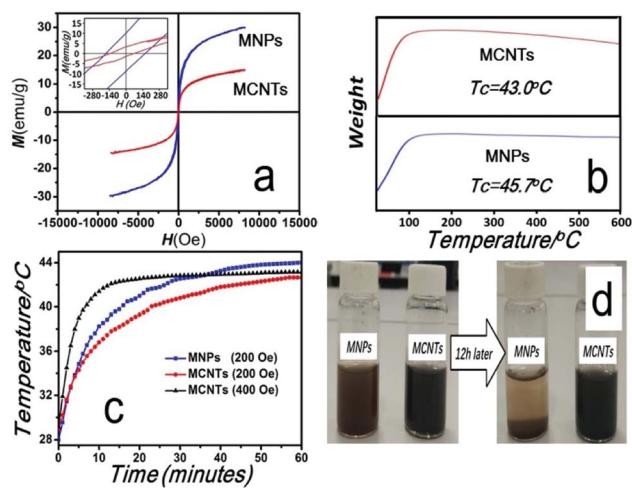 15
10
5
0
-5
-10
-15
M(emu/g)
-280 -140 0 140 280
H (Oe)
30
20
10
0
-10
-20
-30
M(emu/g)
MNPs
MCNTs
a
-15000 -10000 -5000 0 5000 10000 15000
H(Oe)
Weight
MCNTs
Tc=43.0ºC
MNPs
Tc=45.7ºC
b
100 200 300 400 500 600
Temperature/ºC
Temperature/ºC
44
40
36
32
28
MNPs (200 Oe)
MCNTs (200 Oe)
MCNTs (400 Oe)
c
0 10 20 30 40 50 60
Time (minutes)
d
MNPs
MCNTs
12h later
MNPs
MCNTs